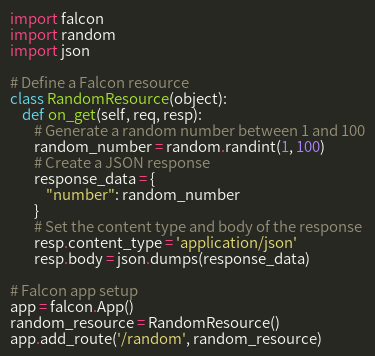 import falcon
import random
import json

# Define a Falcon resource
class RandomResource(object):
    def on_get(self, req, resp):
        # Generate a random number between 1 and 100
        random_number = random.randint(1, 100)
        # Create a JSON response
        response_data = {
            "number": random_number
        }
        # Set the content type and body of the response
        resp.content_type = 'application/json'
        resp.body = json.dumps(response_data)

# Falcon app setup
app = falcon.App()
random_resource = RandomResource()
app.add_route('/random', random_resource)